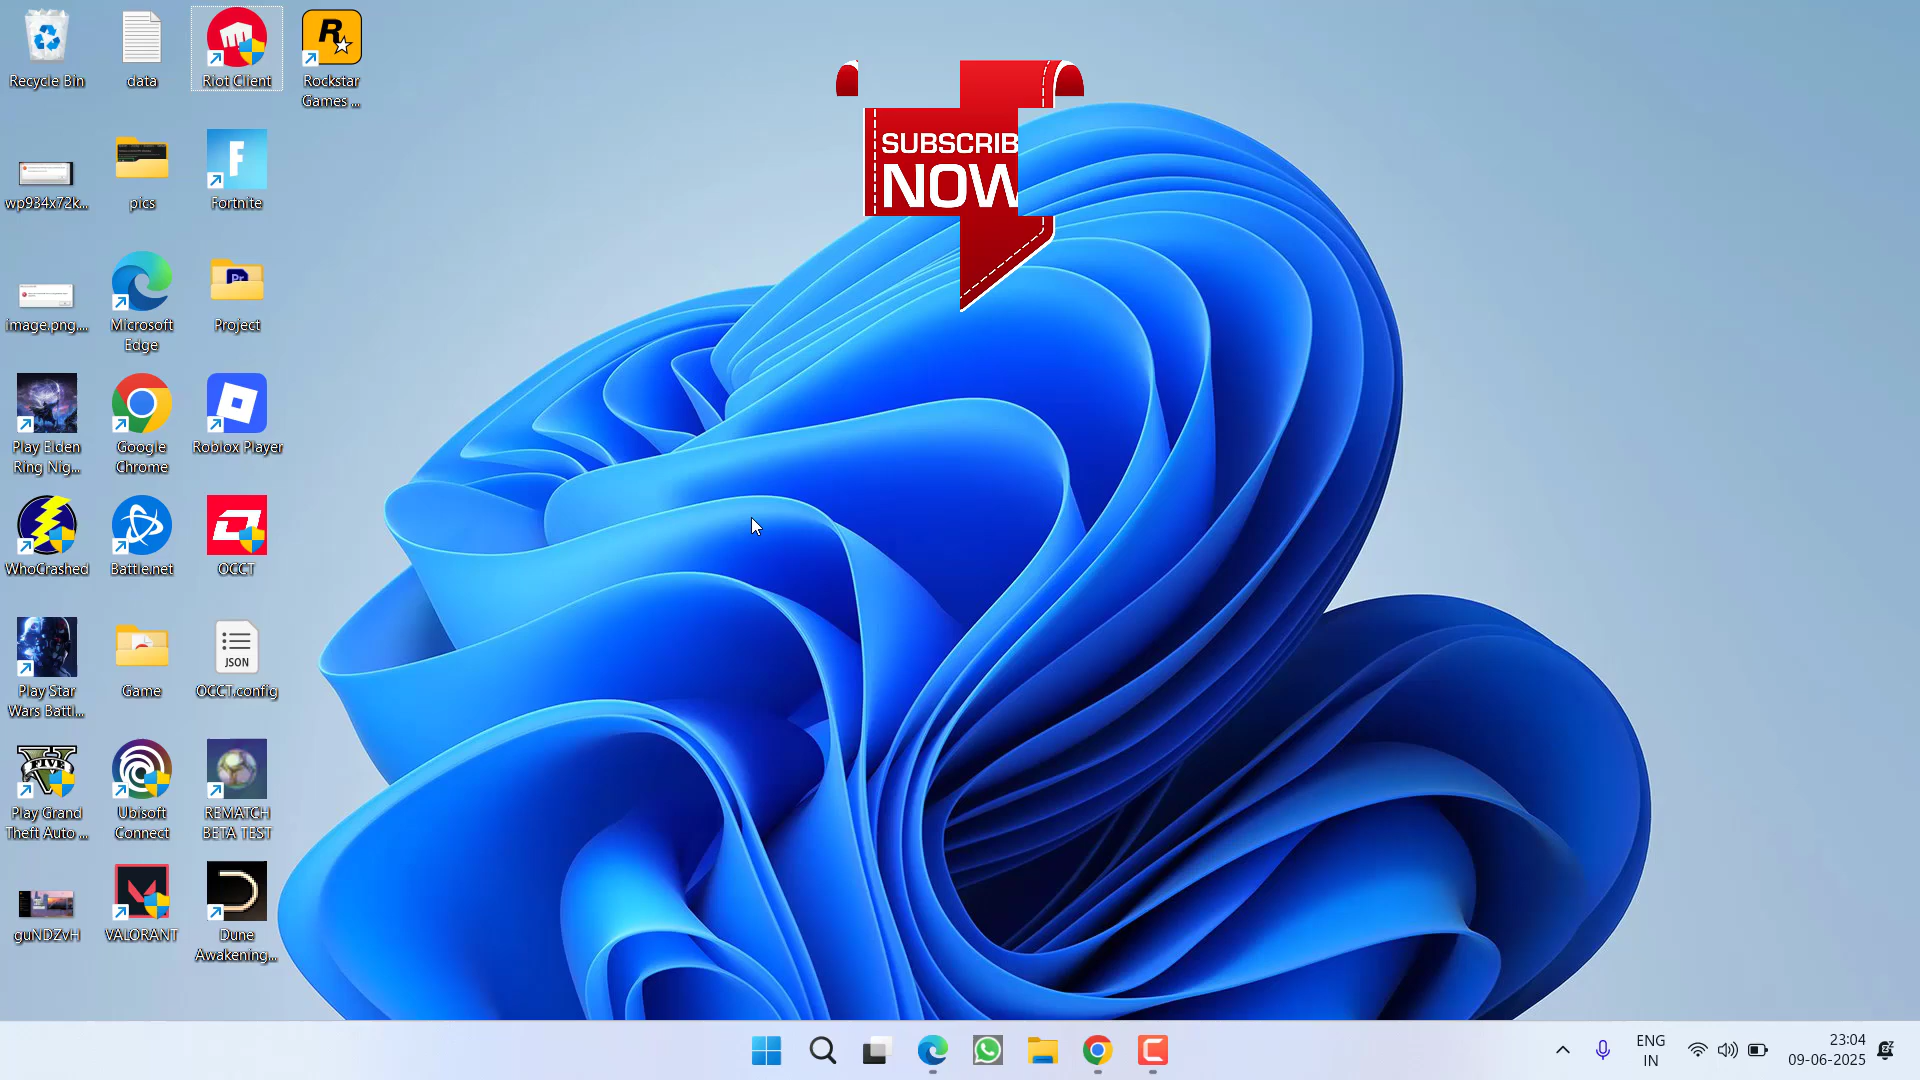 Recycle Bin
data
Riot Client
Rockstar
Games ...
wp934x72k...
pics
Fortnite
image.png....
Microsoft
Edge
Project
Play Elden
Ring Nig...
Google
Chrome
Roblox Player
WhoCrashed
Battle.net
OCCT
Play Star
Wars Battl...
Game
JSON
OCCT.config
FIVE
Play Grand
Theft Auto ...
Ubisoft
Connect
REMATCH
BETA TEST
guNDZvH
VALORANT
Dune
Awakening...
SUBSCRIB
NOW
ENG
IN
23:04
09-06-2025